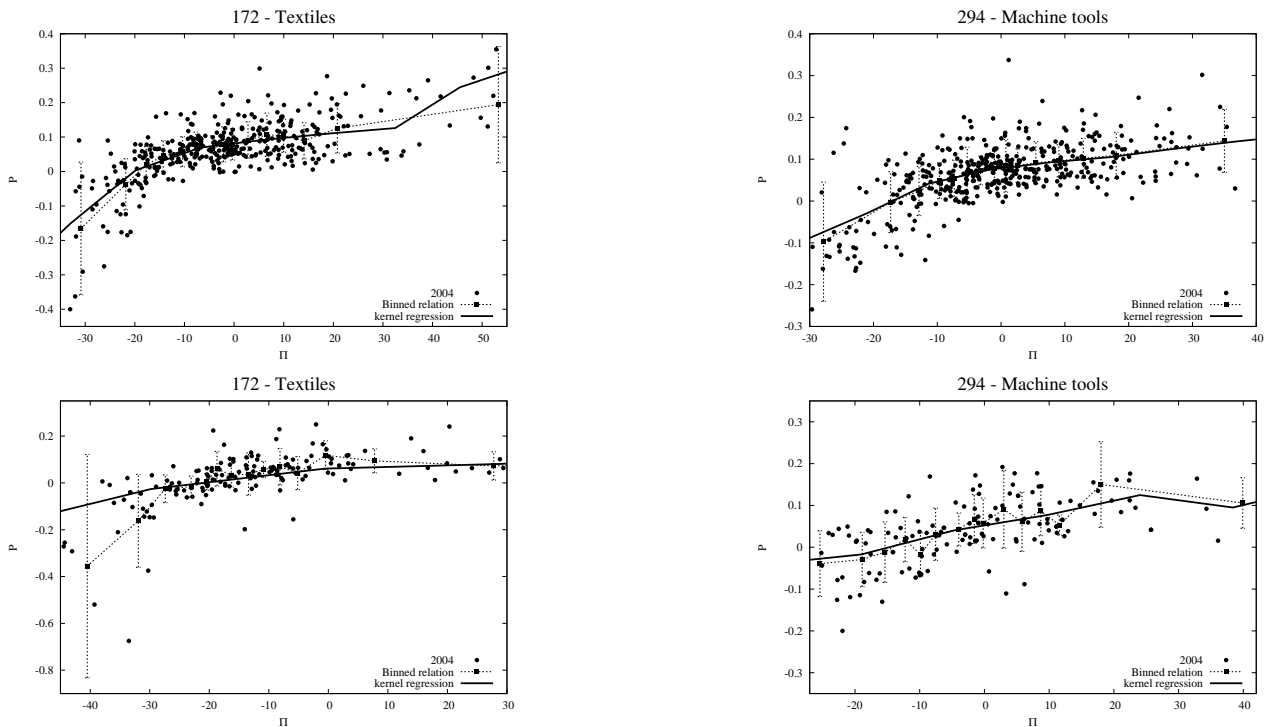 172 - Textiles
0.4
0.3
0.2
0.1
0
-0.1
-0.2
-0.3
-0.4
P
-30 -20 -10 0 10 20 30 40 50
Π
2004
Binned relation
kernel regression
294 - Machine tools
0.4
0.3
0.2
0.1
0
-0.1
-0.2
-0.3
P
-30 -20 -10 0 10 20 30 40
Π
2004
Binned relation
kernel regression
172 - Textiles
0.2
0
-0.2
-0.4
-0.6
-0.8
P
-40 -30 -20 -10 0 10 20 30
Π
2004
Binned relation
kernel regression
294 - Machine tools
0.3
0.2
0.1
0
-0.1
-0.2
-0.3
P
-20 -10 0 10 20 30 40
Π
2004
Binned relation
kernel regression